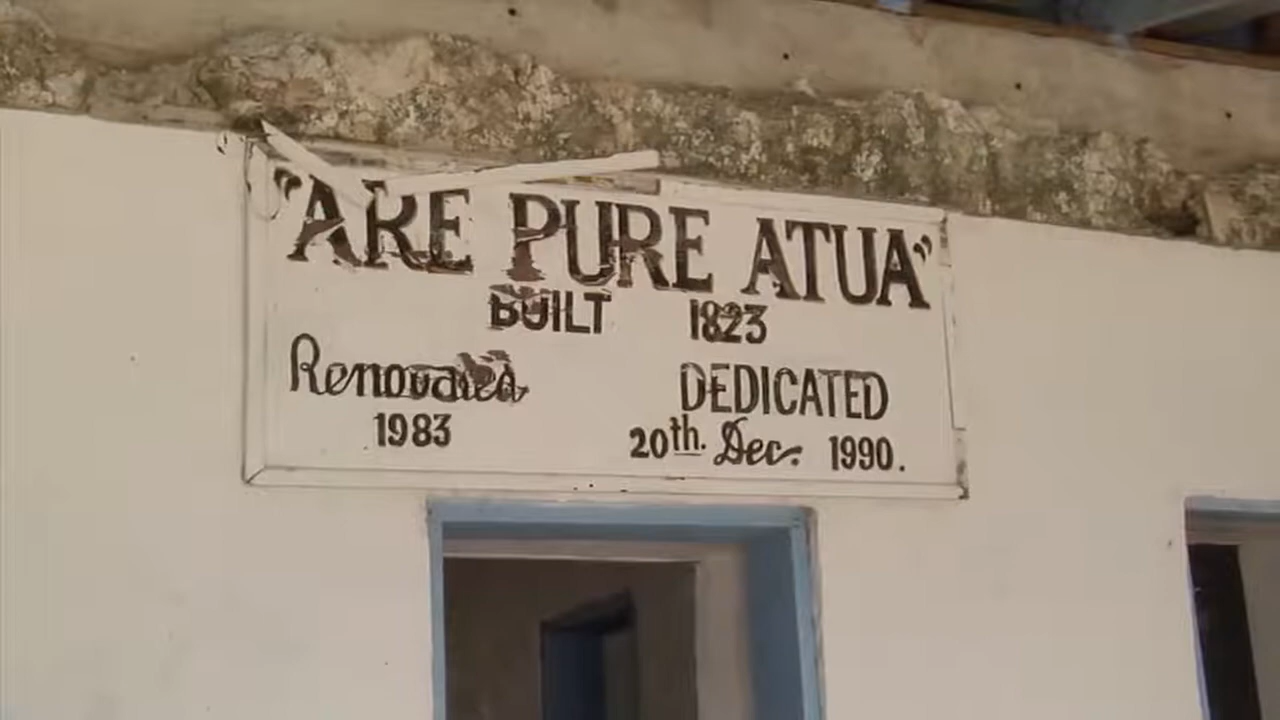 "ARE PURE ATUA"
BUILT 1823
Renovated DEDICATED
1983 20th. Dec. 1990.